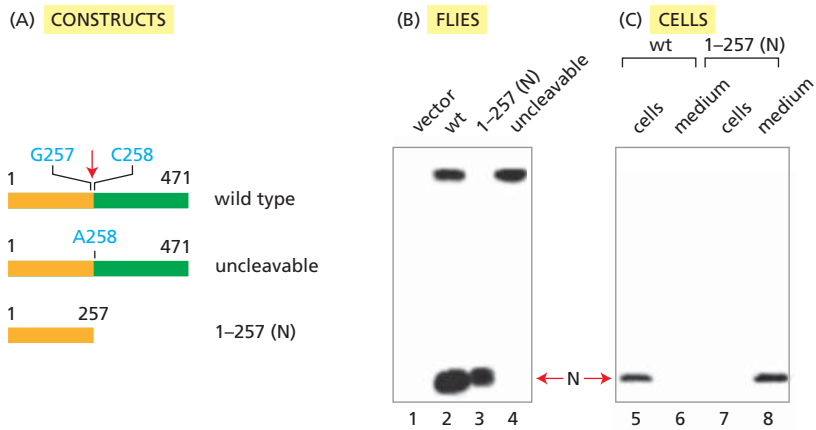 (A) CONSTRUCTS
G257 C258
1 471
wild type
A258
1 471
uncleavable
1 257
1–257 (N)
(B) FLIES
vector
wt
1–257 (N)
uncleavable
1 2 3 4
N
(C) CELLS
wt 1–257 (N)
cells
medium
cells
medium
5 6 7 8